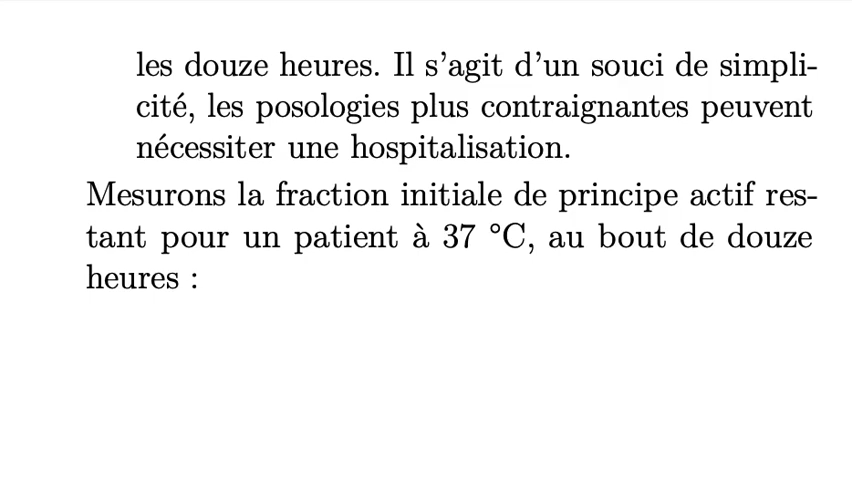 les douze heures. Il s’agit d’un souci de simpli-
cité, les posologies plus contraignantes peuvent
nécessiter une hospitalisation.
Mesurons la fraction initiale de principe actif res-
tant pour un patient à 37 °C, au bout de douze
heures :